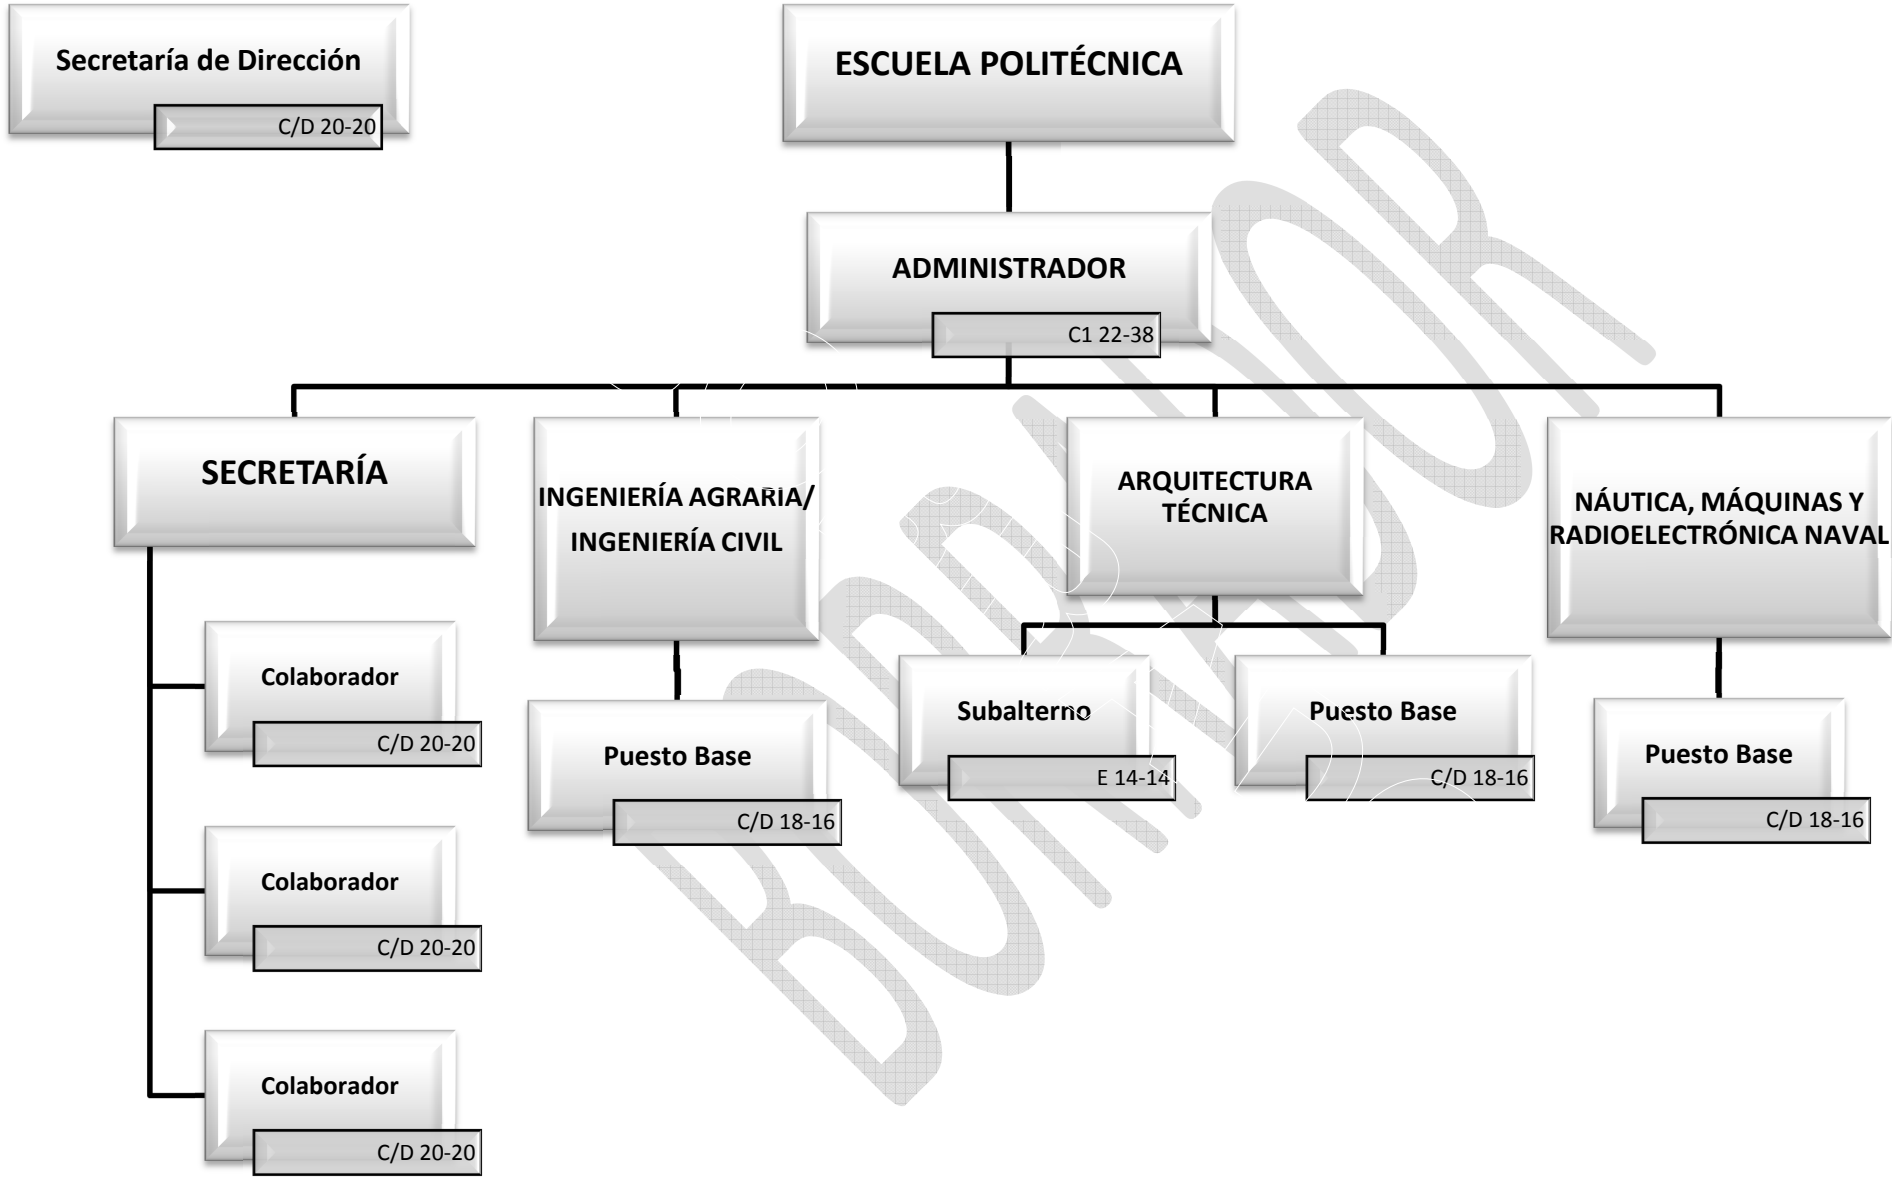 Secretaría de Dirección
C/D 20-20
ESCUELA POLITÉCNICA
ADMINISTRADOR
C1 22-38
SECRETARÍA
INGENIERÍA AGRARIA/
INGENIERÍA CIVIL
ARQUITECTURA
TÉCNICA
NÁUTICA, MÁQUINAS Y
RADIOELECTRÓNICA NAVAL
Colaborador
C/D 20-20
Colaborador
C/D 20-20
Colaborador
C/D 20-20
Puesto Base
C/D 18-16
Subalterno
E 14-14
Puesto Base
C/D 18-16
Puesto Base
C/D 18-16
BORRADOR